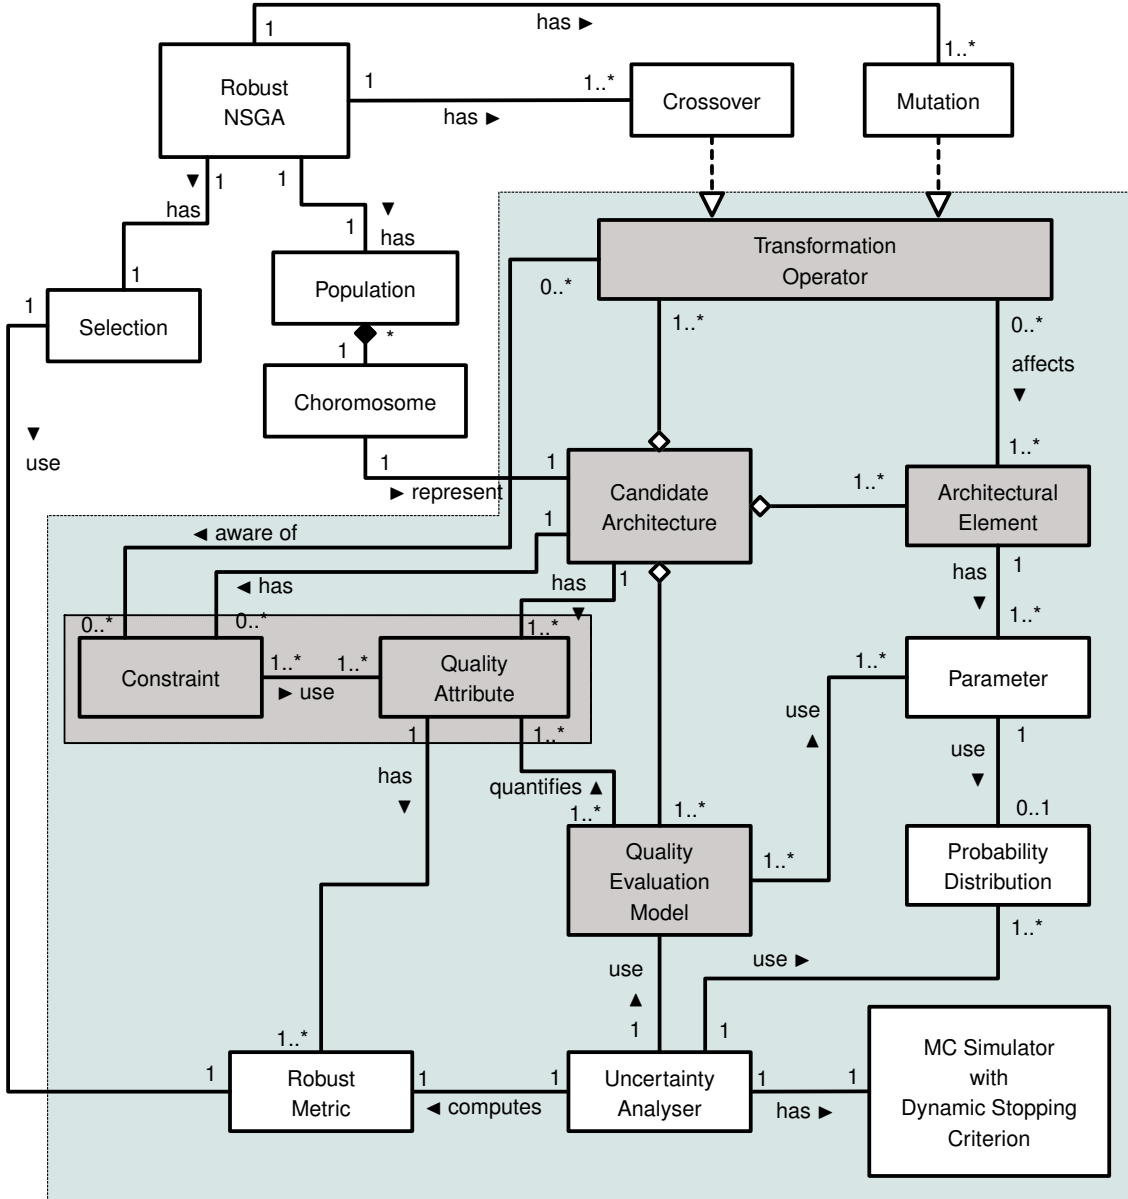 1
has ►
1..*
Robust
NSGA
1
has ►
1..*
Crossover
Mutation
▼
1
has
1
▼
1
has
1
1
Selection
Population
*
1
Choromosome
1
► represent
1
▼
use
Transformation
Operator
0..*
1..*
0..*
affects
▼
1..*
Candidate
Architecture
1..*
Architectural
Element
◄ aware of
1
◄ has
has
1
▼
has
1
▼
1..*
0..*
0..*
1..*
Constraint
1..*
1..*
► use
Quality
Attribute
1..*
Parameter
use
▲
1
use
▼
0..1
1
1..*
has
▼
quantifies ▲
1..*
1..*
Quality
Evaluation
Model
1..*
Probability
Distribution
1..*
use
▲
use ►
1
1
1..*
1
Robust
Metric
1
1
◄ computes
Uncertainty
Analyser
1
1
has ►
MC Simulator
with
Dynamic Stopping
Criterion